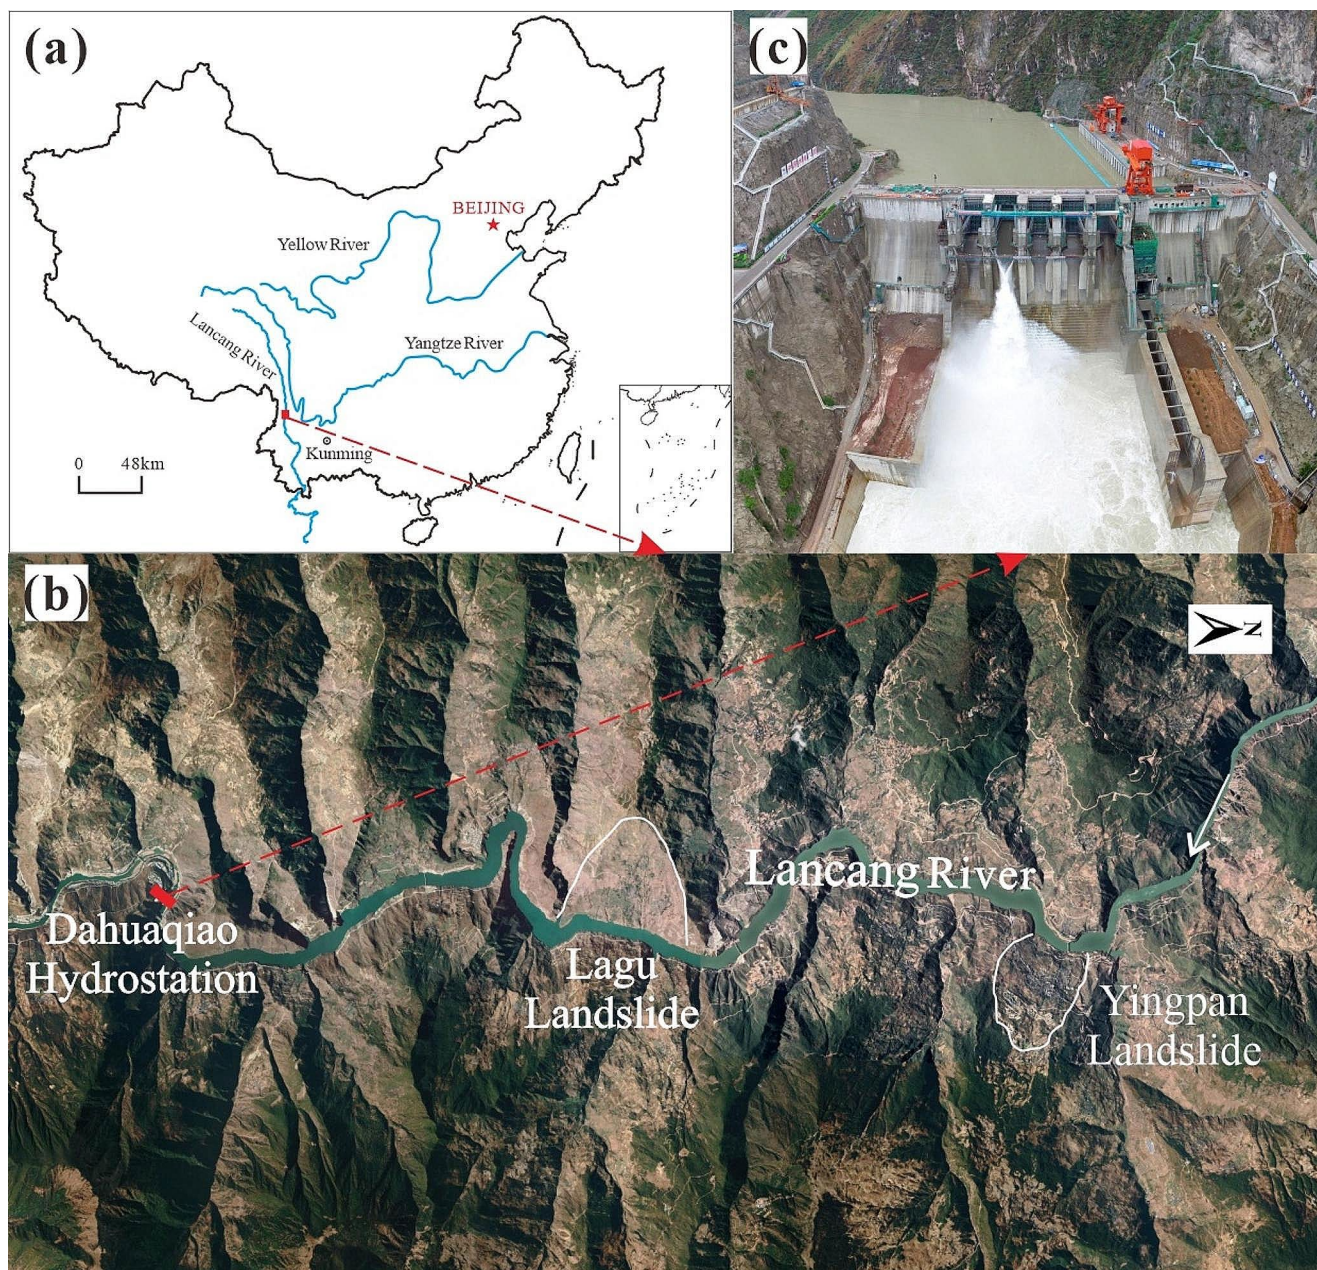 (a)
BEIJING
Yellow River
Lancang River
Yangtze River
Kunming
0 48km
(c)
(b)
N
Lancang River
Dahuaqiao
Hydrostation
Lagu
Landslide
Yingpan
Landslide